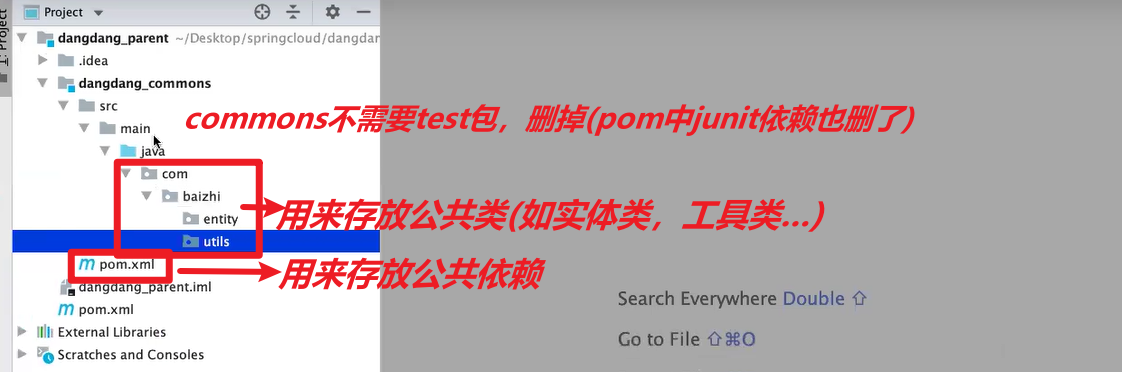 1: Project
Project
dangdang_parent ~/Desktop/springcloud/dangdan
.idea
dangdang_commons
src
main
commons不需要test包，删掉(pom中junit依赖也删了)
java
com
baizhi
entity
用来存放公共类(如实体类，工具类...)
utils
pom.xml
用来存放公共依赖
dangdang_parent.iml
pom.xml
External Libraries
Scratches and Consoles
Search Everywhere Double ⇧
Go to File ⇧⌘O